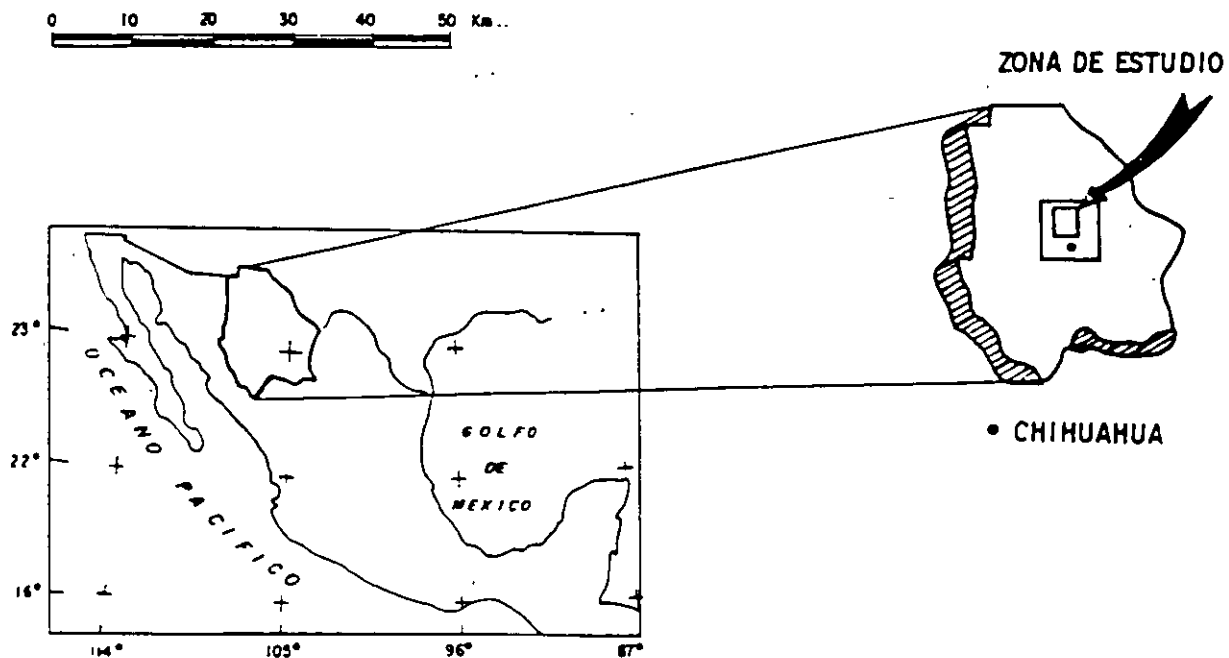 0 10 20 30 40 50 Km..
ZONA DE ESTUDIO
23°
22°
16°
OCEANO PACIFICO
GOLFO
DE
MEXICO
• CHIHUAHUA
114° 105° 96° 87°